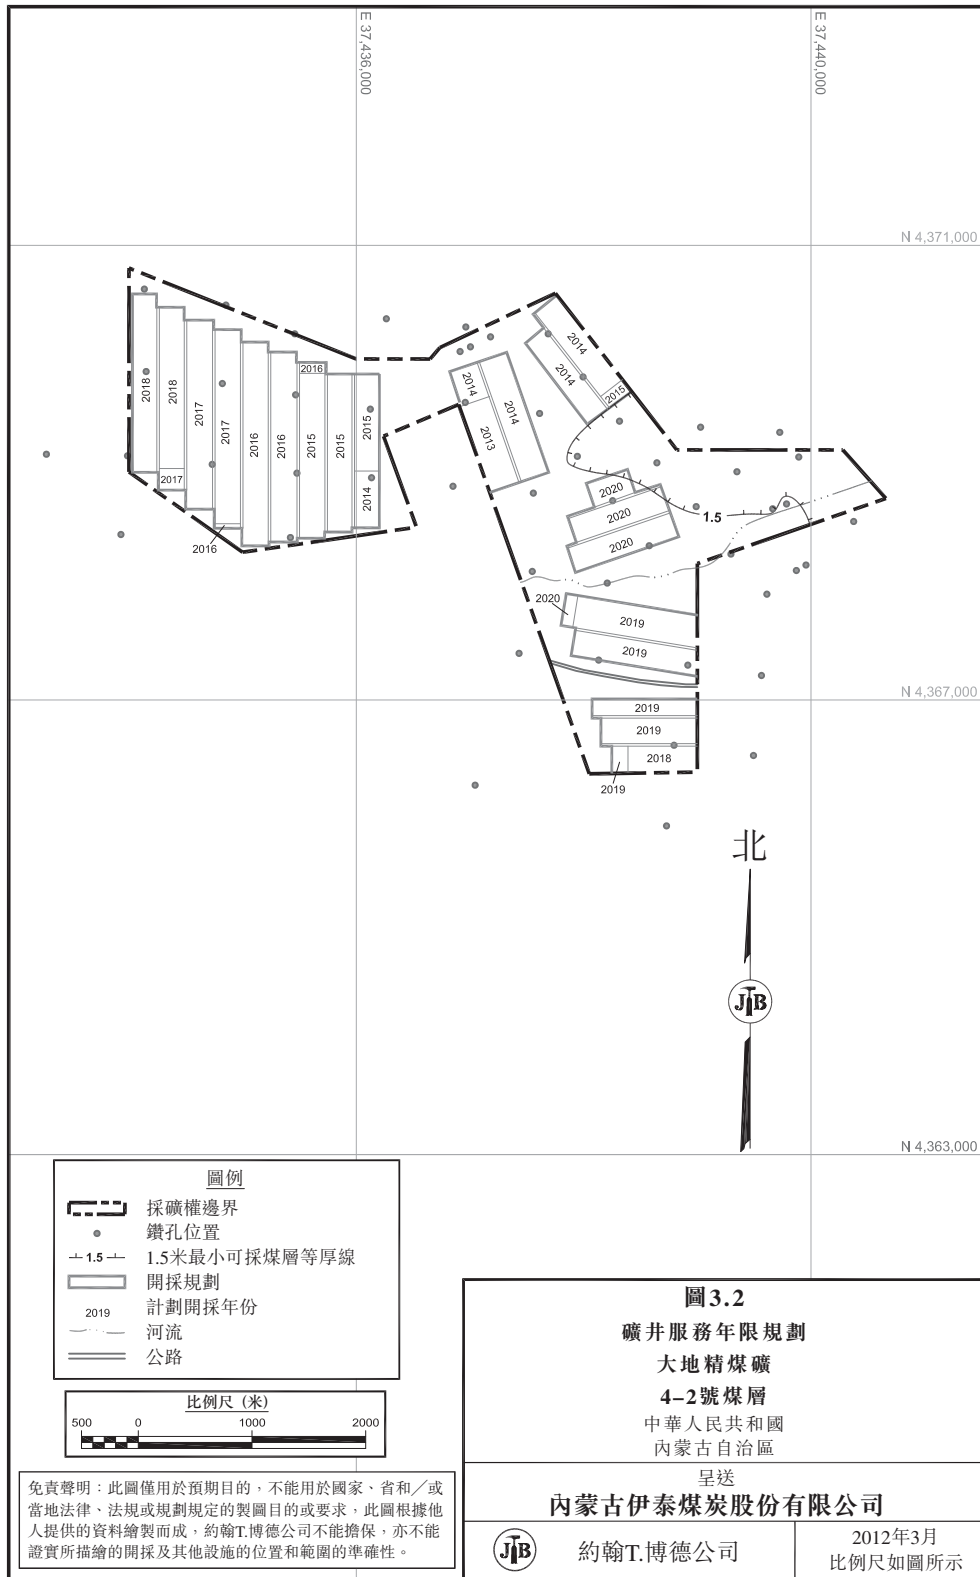 E 37,436,000
E 37,440,000
N 4,371,000
2014
2014
2015
2016
2014
2014
2013
2018
2018
2017
2017
2016
2016
2015
2015
2015
2014
2017
2016
1.5
2020
2020
2020
2020
2019
2019
N 4,367,000
2019
2019
2018
2019
北
JTB
N 4,363,000
圖例
採礦權邊界
鑽孔位置
1.5
1.5米最小可採煤層等厚線
開採規劃
2019
計劃開採年份
河流
公路
比例尺（米）
500 0 1000 2000
免責聲明：此圖僅用於預期目的，不能用於國家、省和／或
當地法律、法規或規劃規定的製圖目的或要求，此圖根據他
人提供的資料繪製而成，約翰T.博德公司不能擔保，亦不能
證實所描繪的開採及其他設施的位置和範圍的準確性。
圖3.2
礦井服務年限規劃
大地精煤礦
4–2號煤層
中華人民共和國
內蒙古自治區
呈送
內蒙古伊泰煤炭股份有限公司
JTB
約翰T.博德公司
2012年3月
比例尺如圖所示